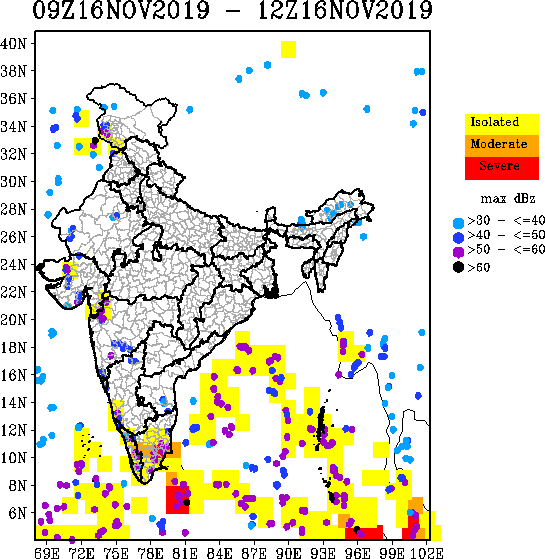 09Z16NOV2019 - 12Z16NOV2019
40N
38N
36N
34N
32N
30N
28N
26N
24N
22N
20N
18N
16N
14N
12N
10N
8N
6N
69E 72E 75E 78E 81E 84E 87E 90E 93E 96E 99E 102E
Isolated
Moderate
Severe
max dBz
>30 - <=40
>40 - <=50
>50 - <=60
>60